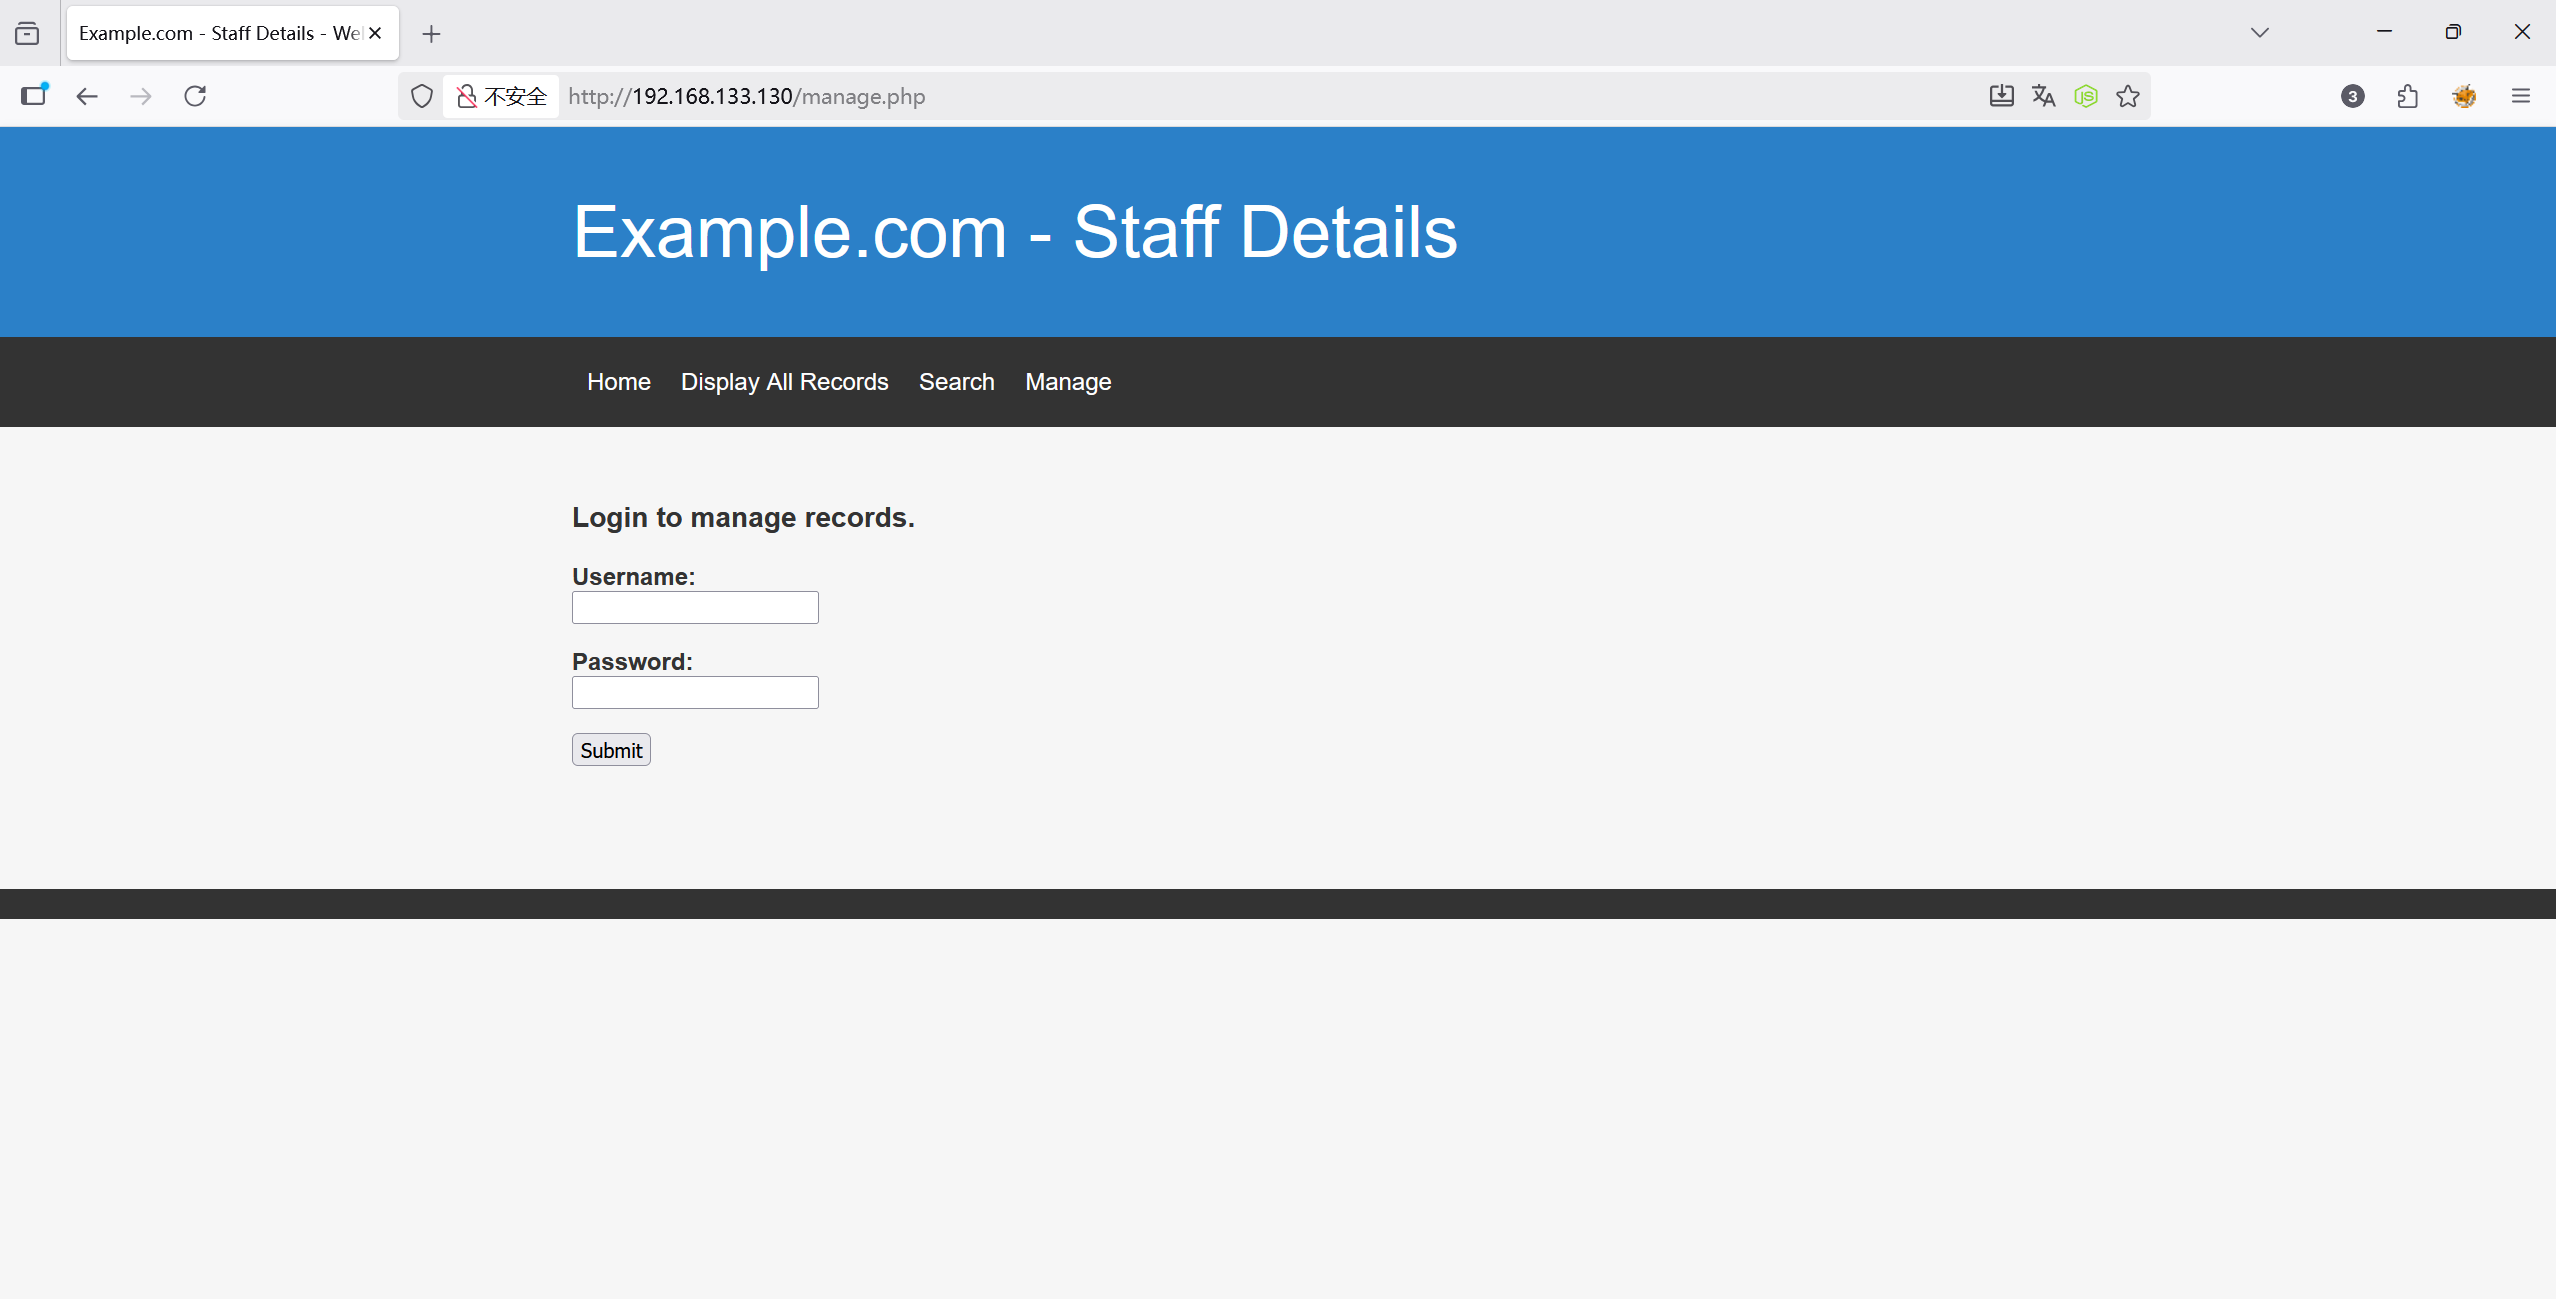 Example.com - Staff Details - Wel
不安全 http://192.168.133.130/manage.php
3
Example.com - Staff Details
Home Display All Records Search Manage
Login to manage records.
Username:
Password:
Submit